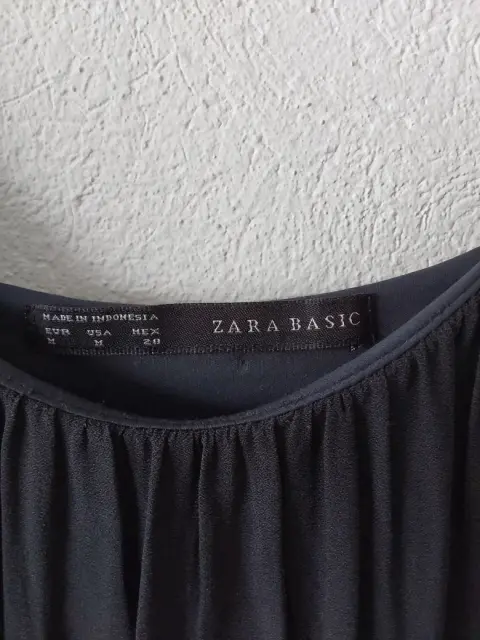 MADE IN INDONESIA
EUR USA MEX
M M 28
ZARA BASIC